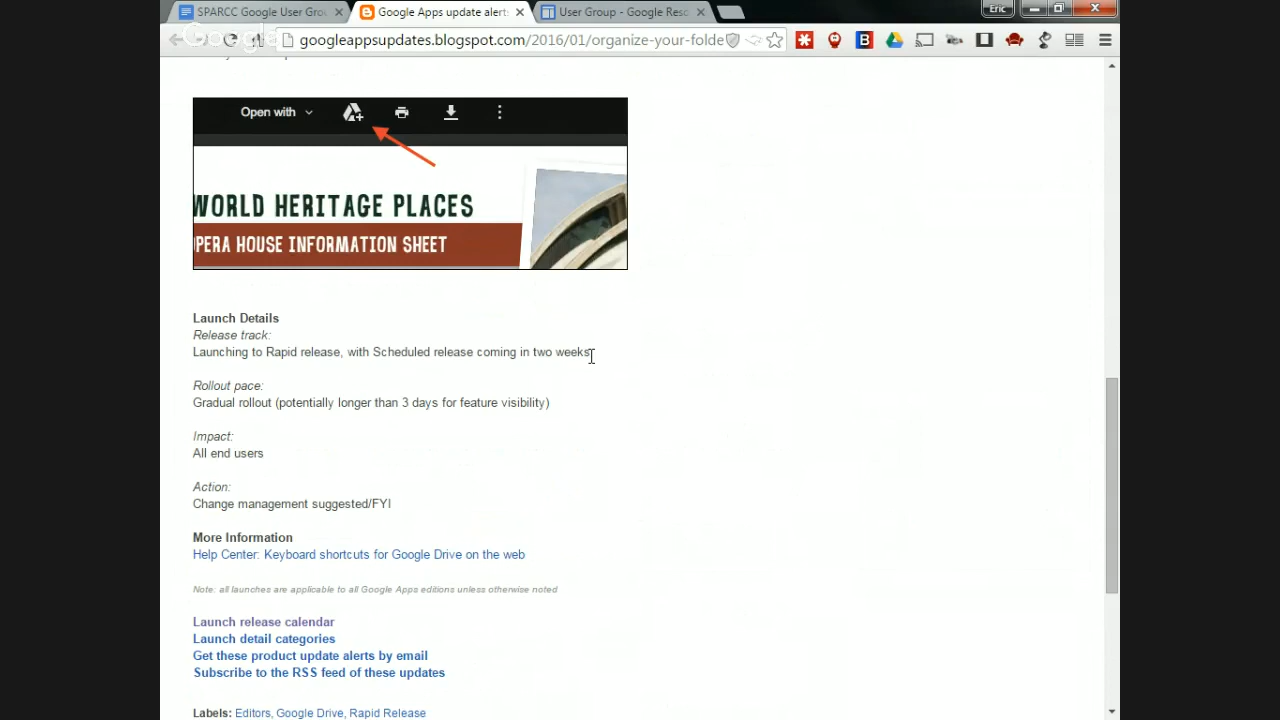 SPARCC Google User Grou
Google Apps update alert
User Group - Google Reso
Eric
Google
googleappsupdates.blogspot.com/2016/01/organize-your-folde
B
Open with
WORLD HERITAGE PLACES
OPERA HOUSE INFORMATION SHEET
Launch Details
Release track:
Launching to Rapid release, with Scheduled release coming in two weeks
Rollout pace:
Gradual rollout (potentially longer than 3 days for feature visibility)
Impact:
All end users
Action:
Change management suggested/FYI
More Information
Help Center: Keyboard shortcuts for Google Drive on the web
Note: all launches are applicable to all Google Apps editions unless otherwise noted
Launch release calendar
Launch detail categories
Get these product update alerts by email
Subscribe to the RSS feed of these updates
Labels: Editors, Google Drive, Rapid Release